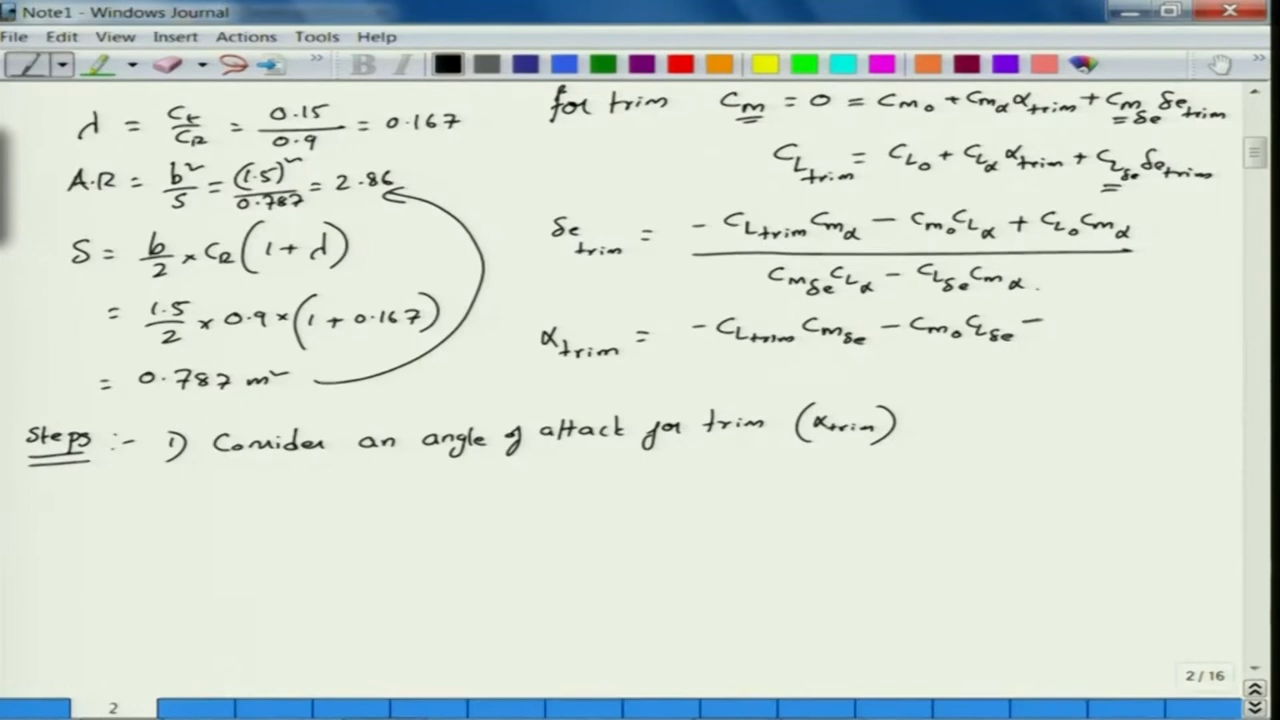 Note1 - Windows Journal
File Edit View Insert Actions Tools Help
B I
λ = Ct/CR = 0.15/0.9 = 0.167
A.R = b²/S = (1.5)²/0.787 = 2.86
S = b/2 × CR (1 + λ)
= 1.5/2 × 0.9 × (1 + 0.167)
= 0.787 m²
for trim Cm = 0 = Cm₀ + Cmα αtrim + Cmδe δetrim
CLtrim = CL₀ + CLα αtrim + CLδe δetrim
δetrim = - CLtrim Cmα - Cm₀ CLα + CL₀ Cmα / Cmδe CLα - CLδe Cmα .
αtrim = - CLtrim Cmδe - Cm₀ CLδe -
Steps :- 1) Consider an angle of attack for trim (αtrim)
2 / 16
2